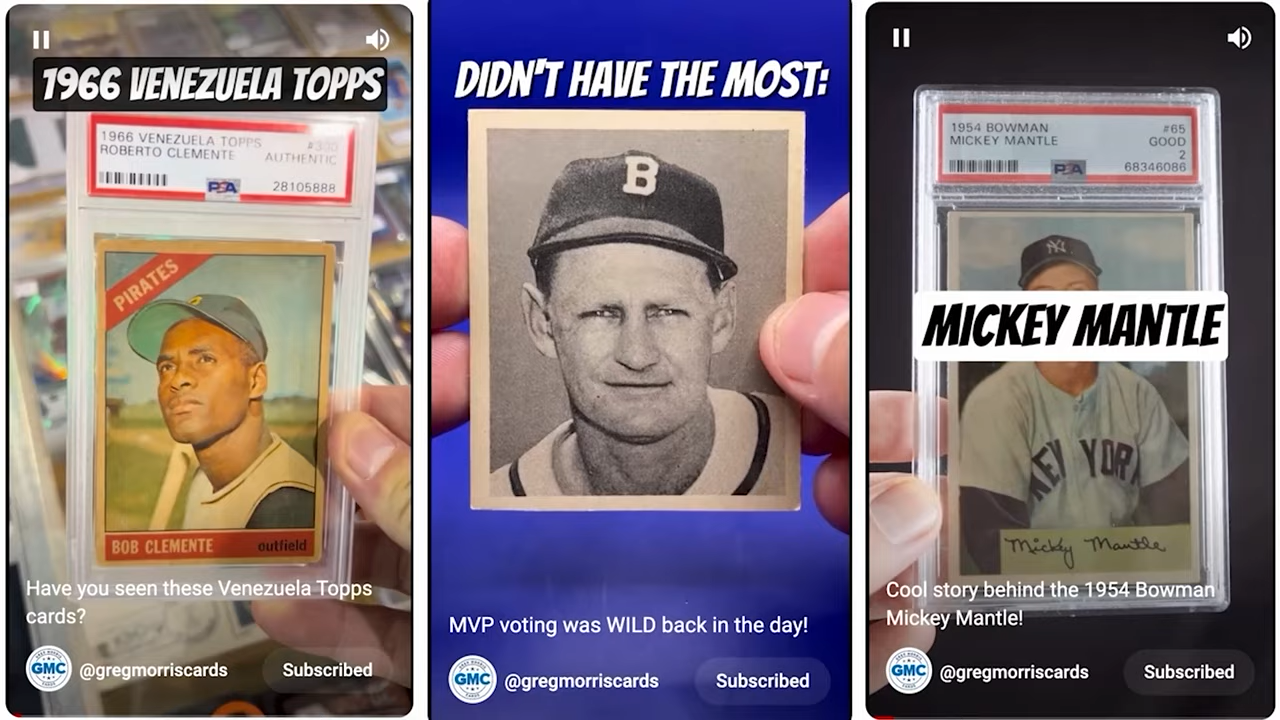 1966 VENEZUELA TOPPS
1966 VENEZUELA TOPPS #300
ROBERTO CLEMENTE AUTHENTIC
PSA 28105888
PIRATES
BOB CLEMENTE outfield
Have you seen these Venezuela Topps
cards?
GMC @gregmorriscards Subscribed
DIDN'T HAVE THE MOST:
B
MVP voting was WILD back in the day!
GMC @gregmorriscards Subscribed
1954 BOWMAN #65
MICKEY MANTLE GOOD
2
PSA 68346086
NY
MICKEY MANTLE
NEW YORK
Mickey Mantle
Cool story behind the 1954 Bowman
Mickey Mantle!
GMC @gregmorriscards Subscribed